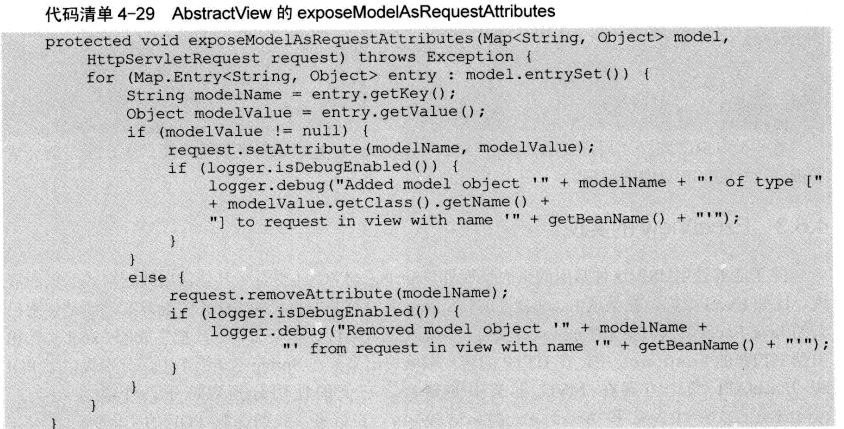 代码清单 4-29 AbstractView 的 exposeModelAsRequestAttributes
protected void exposeModelAsRequestAttributes(Map<String, Object> model,
HttpServletRequest request) throws Exception {
for (Map.Entry<String, Object> entry : model.entrySet()) {
String modelName = entry.getKey();
Object modelValue = entry.getValue();
if (modelValue != null) {
request.setAttribute(modelName, modelValue);
if (logger.isDebugEnabled()) {
logger.debug("Added model object '" + modelName + "' of type ["
+ modelValue.getClass().getName() +
"] to request in view with name '" + getBeanName() + "'");
}
}
else {
request.removeAttribute(modelName);
if (logger.isDebugEnabled()) {
logger.debug("Removed model object '" + modelName +
"' from request in view with name '" + getBeanName() + "'");
}
}
}
}